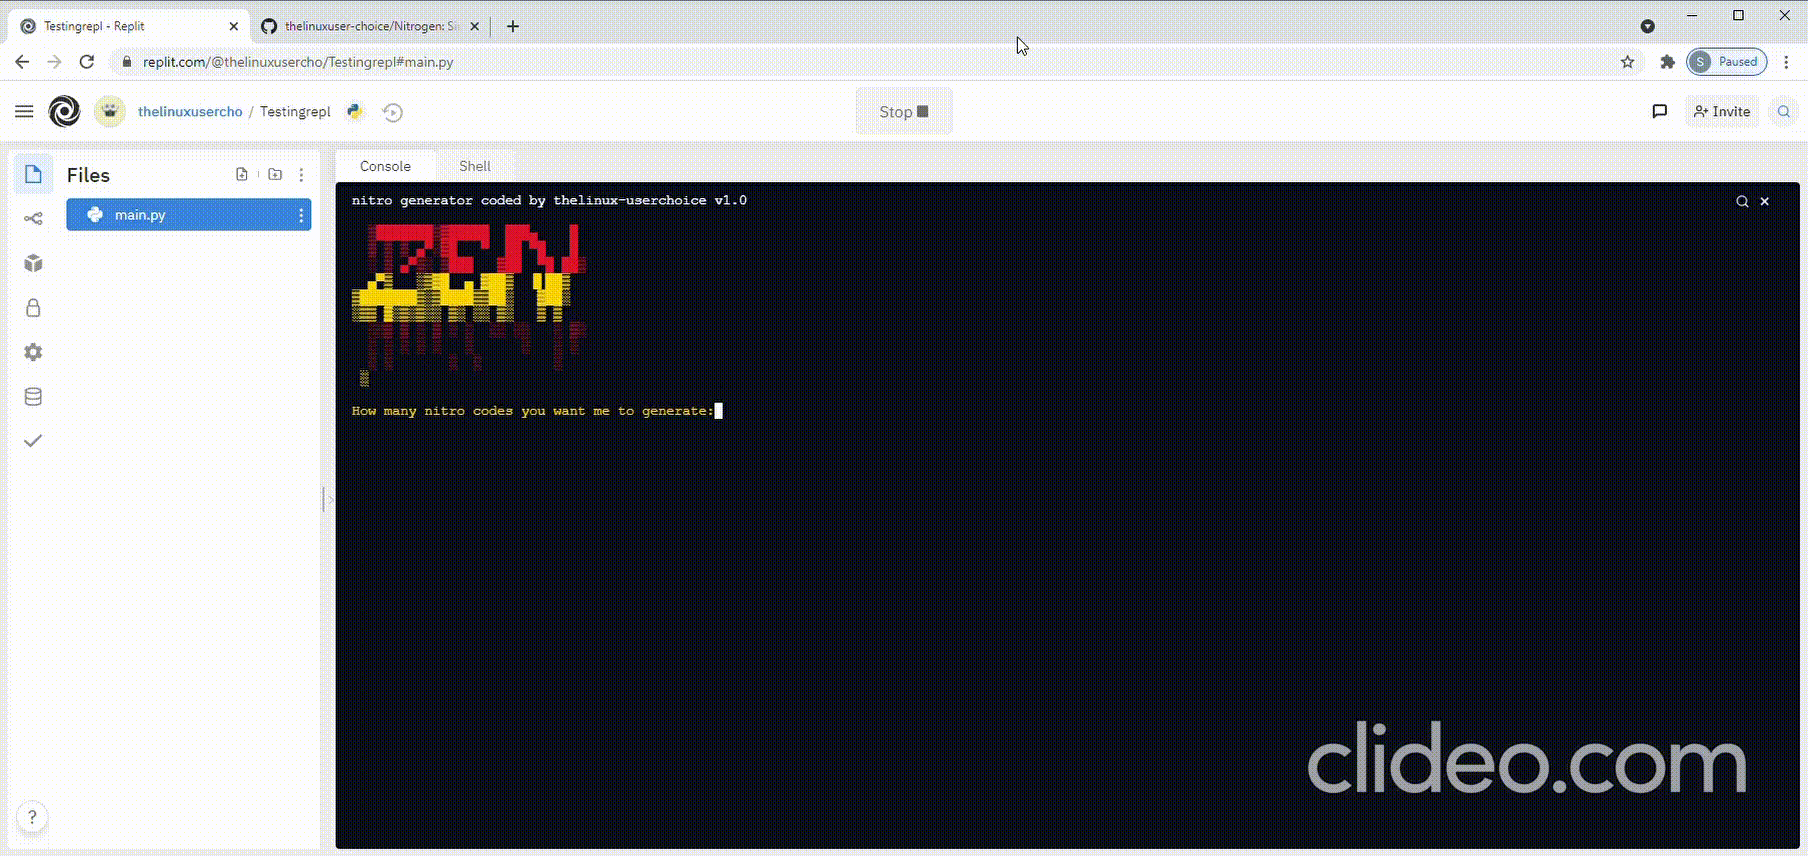 Testingrepl - Replit
thelinuxuser-choice/Nitrogen: Si
replit.com/@thelinuxusercho/Testingrepl#main.py
S Paused
thelinuxusercho / Testingrepl
Stop
Invite
Files
main.py
Console Shell
nitro generator coded by thelinux-userchoice v1.0
How many nitro codes you want me to generate:
clideo.com
?